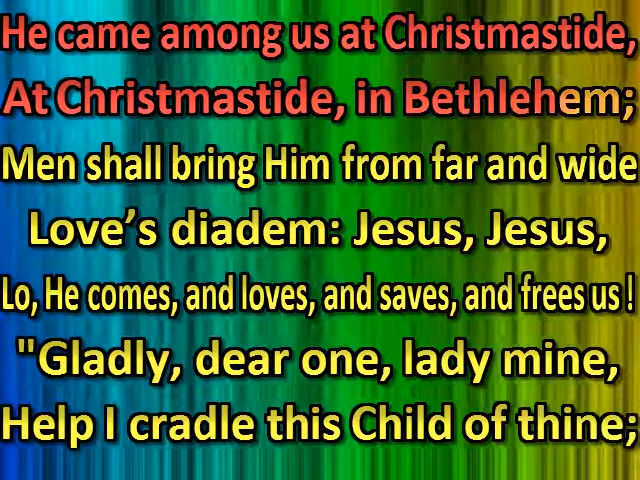 He came among us at Christmastide,
At Christmastide, in Bethlehem;
Men shall bring Him from far and wide
Love’s diadem: Jesus, Jesus,
Lo, He comes, and loves, and saves, and frees us !
"Gladly, dear one, lady mine,
Help I cradle this Child of thine;